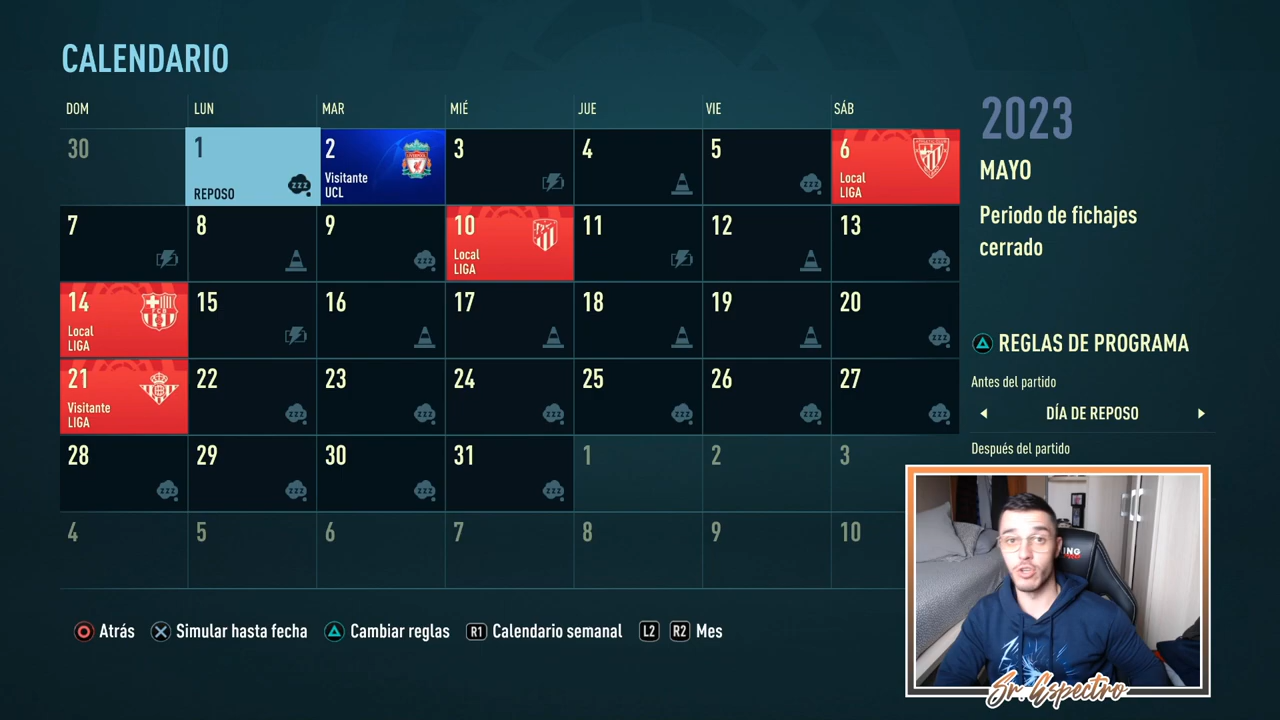 CALENDARIO
DOM LUN MAR MIÉ JUE VIE SÁB
30 1 2 3 4 5 6
REPOSO
Visitante
UCL
Local
LIGA
7 8 9 10 11 12 13
Local
LIGA
14 15 16 17 18 19 20
Local
LIGA
21 22 23 24 25 26 27
Visitante
LIGA
28 29 30 31 1 2 3
4 5 6 7 8 9 10
2023
MAYO
Periodo de fichajes
cerrado
REGLAS DE PROGRAMA
Antes del partido
DÍA DE REPOSO
Después del partido
Atrás Simular hasta fecha Cambiar reglas R1 Calendario semanal L2 R2 Mes
Sr. Espectro